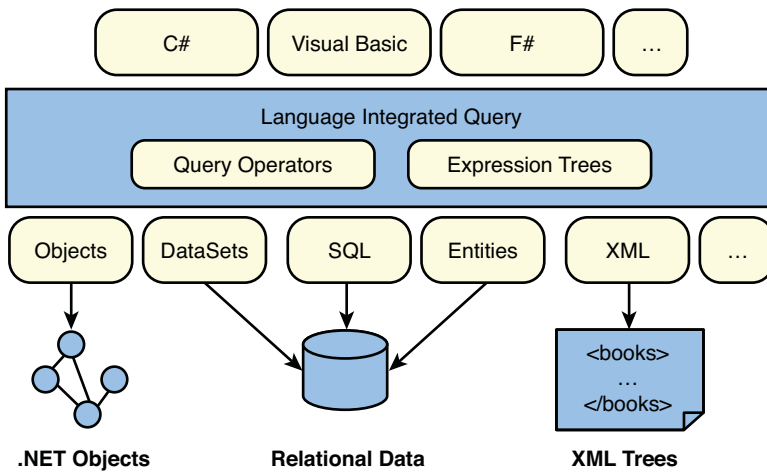 C#
Visual Basic
F#
…
Language Integrated Query
Query Operators
Expression Trees
Objects
DataSets
SQL
Entities
XML
…
<books>
…
</books>
.NET Objects
Relational Data
XML Trees